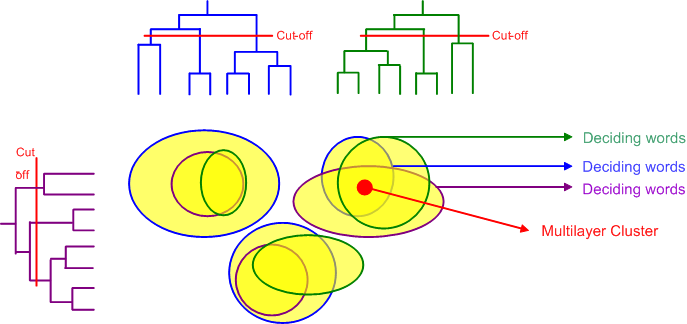 Cut-off
Cut-off
Cut
off
Deciding words
Deciding words
Deciding words
Multilayer Cluster